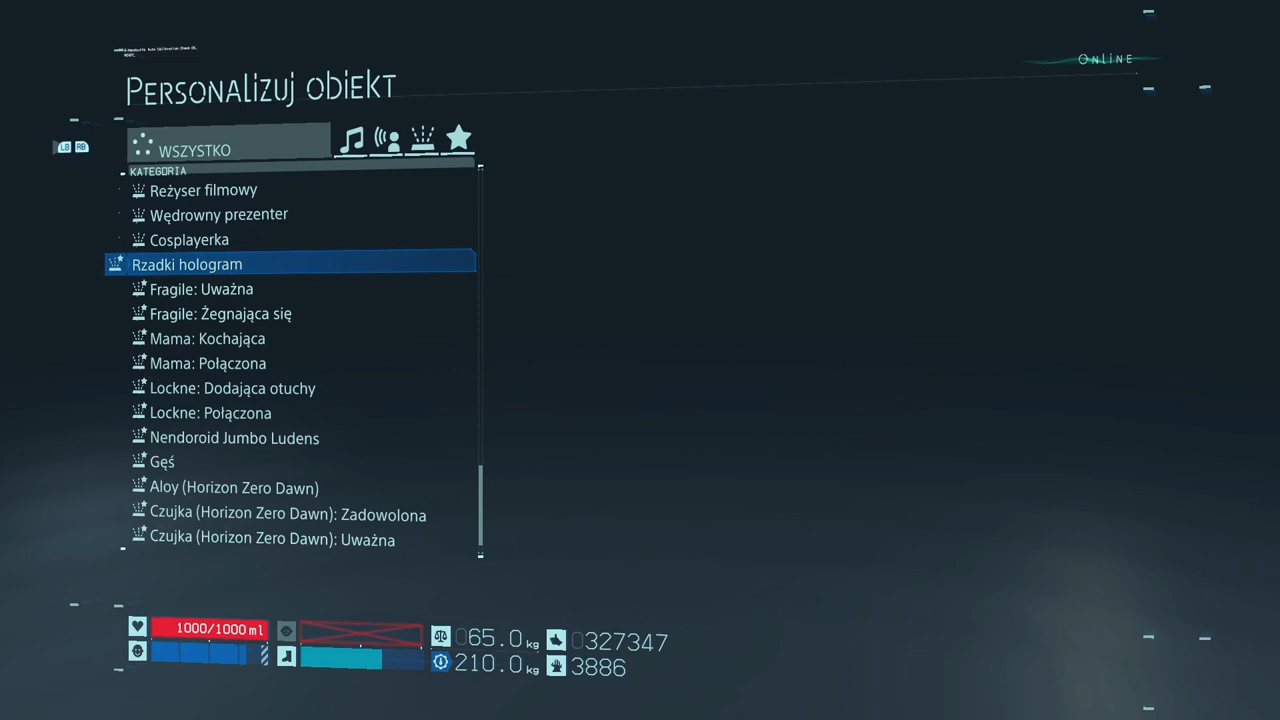 ONLINE
Personalizuj obiekt
LB RB
WSZYSTKO
KATEGORIA
Reżyser filmowy
Wędrowny prezenter
Cosplayerka
Rzadki hologram
Fragile: Uważna
Fragile: Żegnająca się
Mama: Kochająca
Mama: Połączona
Lockne: Dodająca otuchy
Lockne: Połączona
Nendoroid Jumbo Ludens
Gęś
Aloy (Horizon Zero Dawn)
Czujka (Horizon Zero Dawn): Zadowolona
Czujka (Horizon Zero Dawn): Uważna
1000/1000 ml
065.0 kg 0327347
210.0 kg 3886